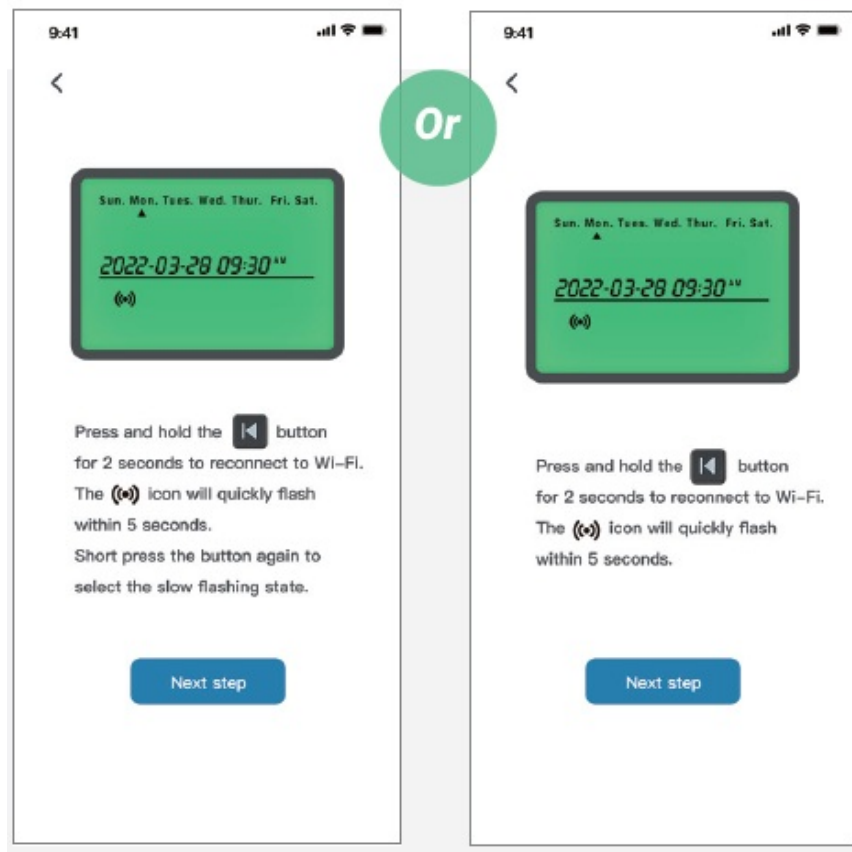 9:41
Sun. Mon. Tues. Wed. Thur. Fri. Sat.
2022-03-28 09:30 AM
Press and hold the button
for 2 seconds to reconnect to Wi-Fi.
The icon will quickly flash
within 5 seconds.
Short press the button again to
select the slow flashing state.
Next step
Or
9:41
Sun. Mon. Tues. Wed. Thur. Fri. Sat.
2022-03-28 09:30 AM
Press and hold the button
for 2 seconds to reconnect to Wi-Fi.
The icon will quickly flash
within 5 seconds.
Next step